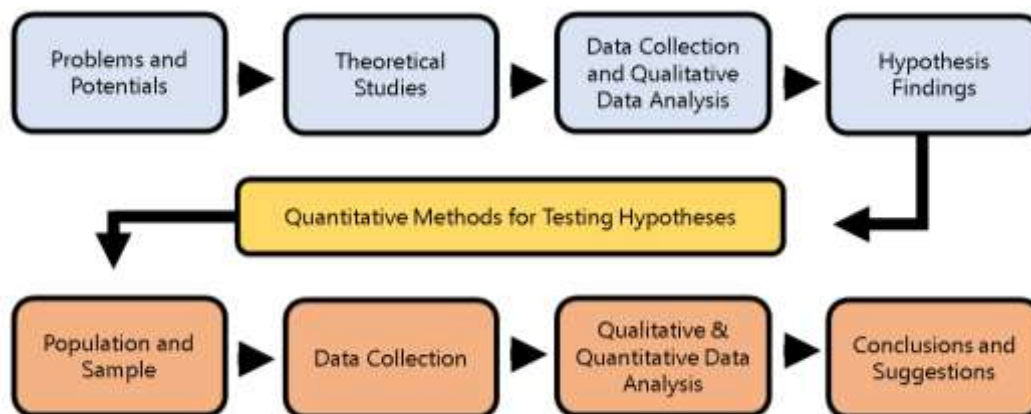 Problems and
Potentials
Theoretical
Studies
Data Collection
and Qualitative
Data Analysis
Hypothesis
Findings
Quantitative Methods for Testing Hypotheses
Population and
Sample
Data Collection
Qualitative &
Quantitative Data
Analysis
Conclusions and
Suggestions